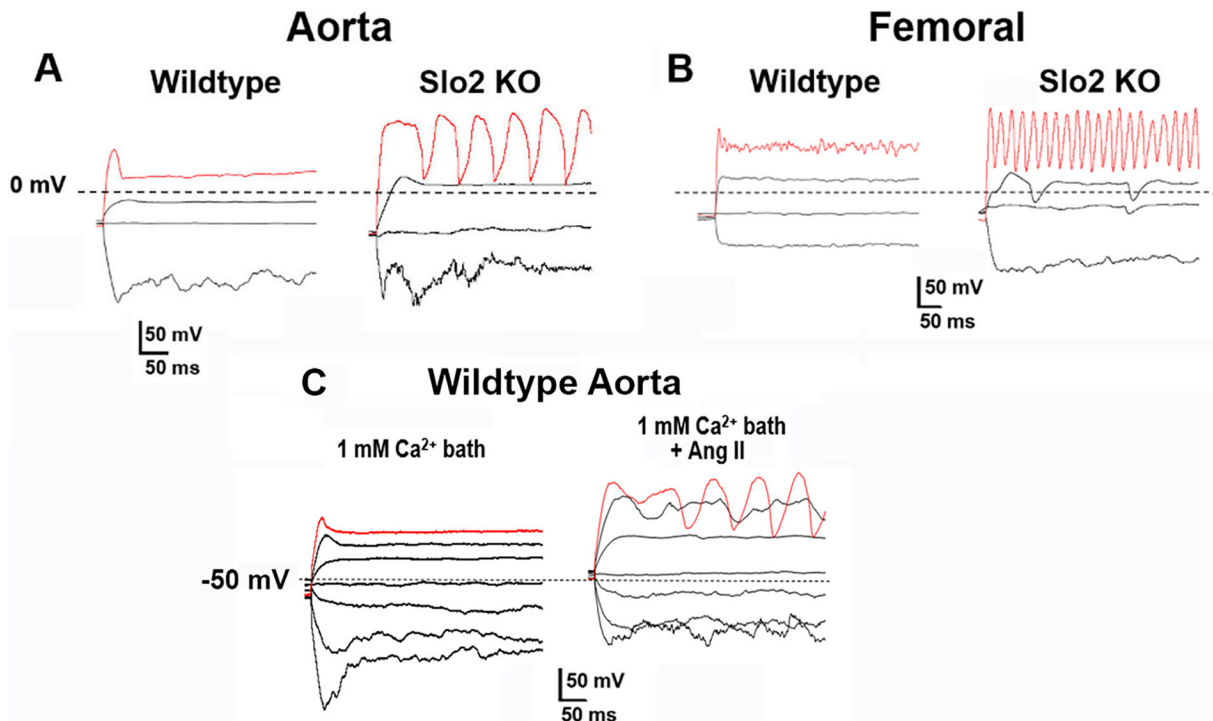 Aorta
Femoral
A
B
Wildtype
Slo2 KO
Wildtype
Slo2 KO
0 mV
50 mV
50 ms
50 mV
50 ms
C
Wildtype Aorta
1 mM Ca²⁺ bath
1 mM Ca²⁺ bath
+ Ang II
-50 mV
50 mV
50 ms